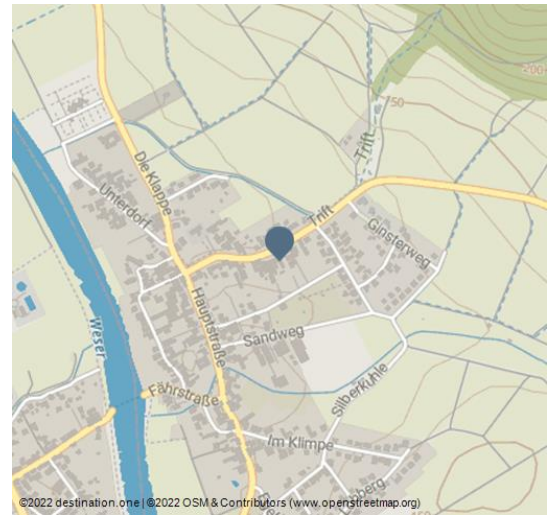 200
150
Trift
Die Klappe
Unterdorf
Trift
Ginsterweg
Weser
Hauptstraße
Sandweg
Silberkuhle
Fährstraße
Im Klimpe
©2022 destination.one | ©2022 OSM & Contributors (www.openstreetmap.org)